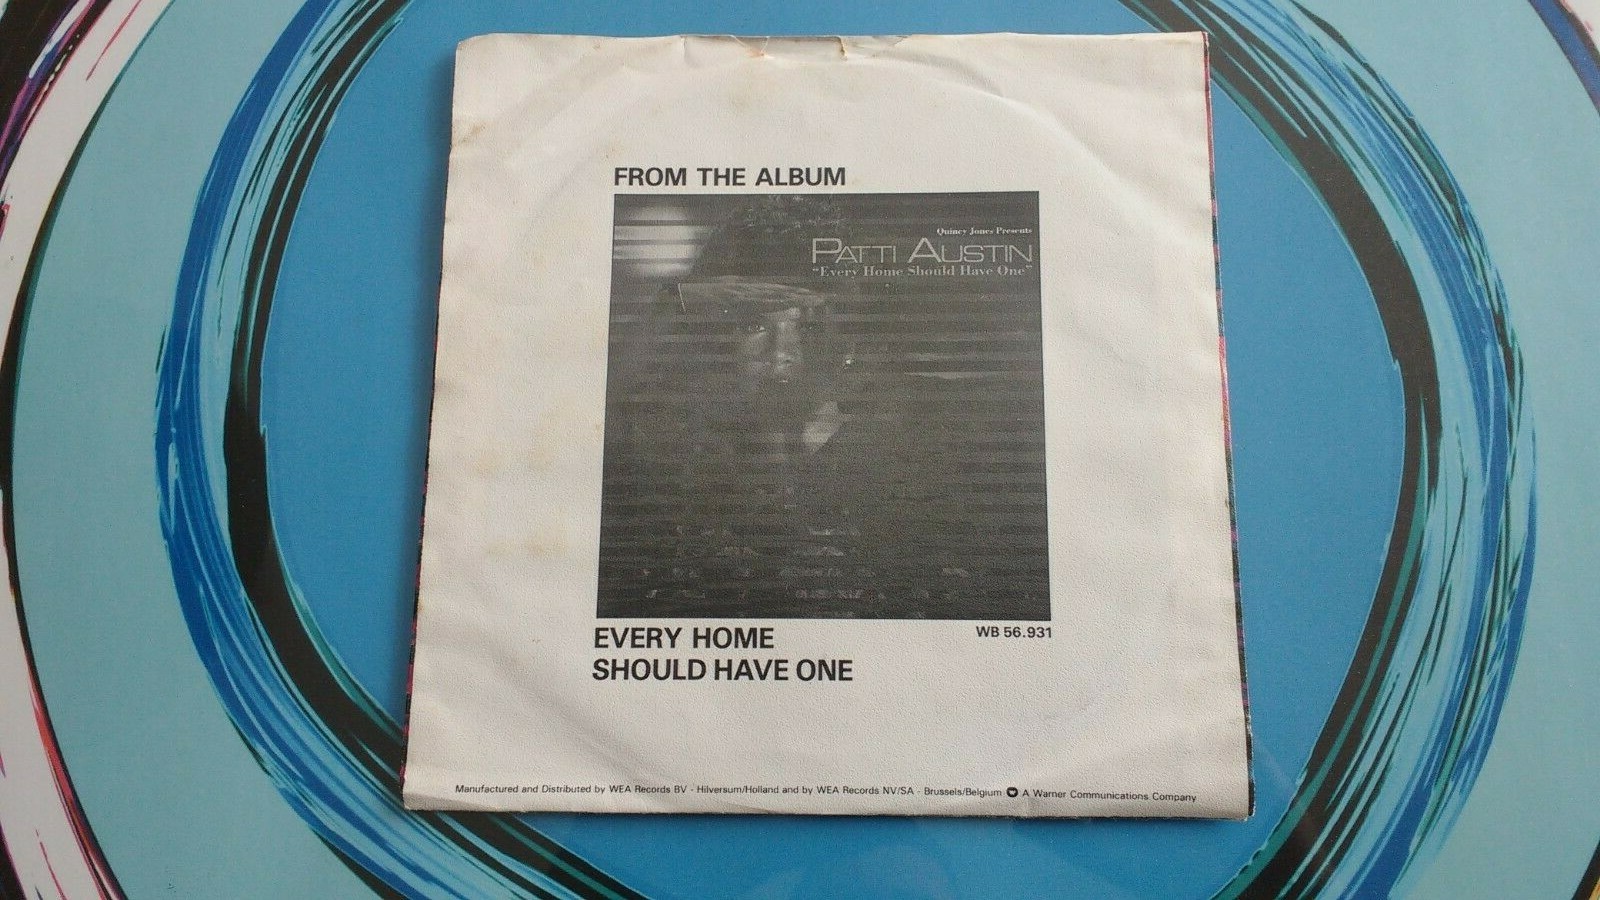 FROM THE ALBUM
Quincy Jones Presents
PATTI AUSTIN
"Every Home Should Have One"
EVERY HOME
SHOULD HAVE ONE
WB 56.931
Manufactured and Distributed by WEA Records BV - Hilversum/Holland and by WEA Records NV/SA - Brussels/Belgium A Warner Communications Company